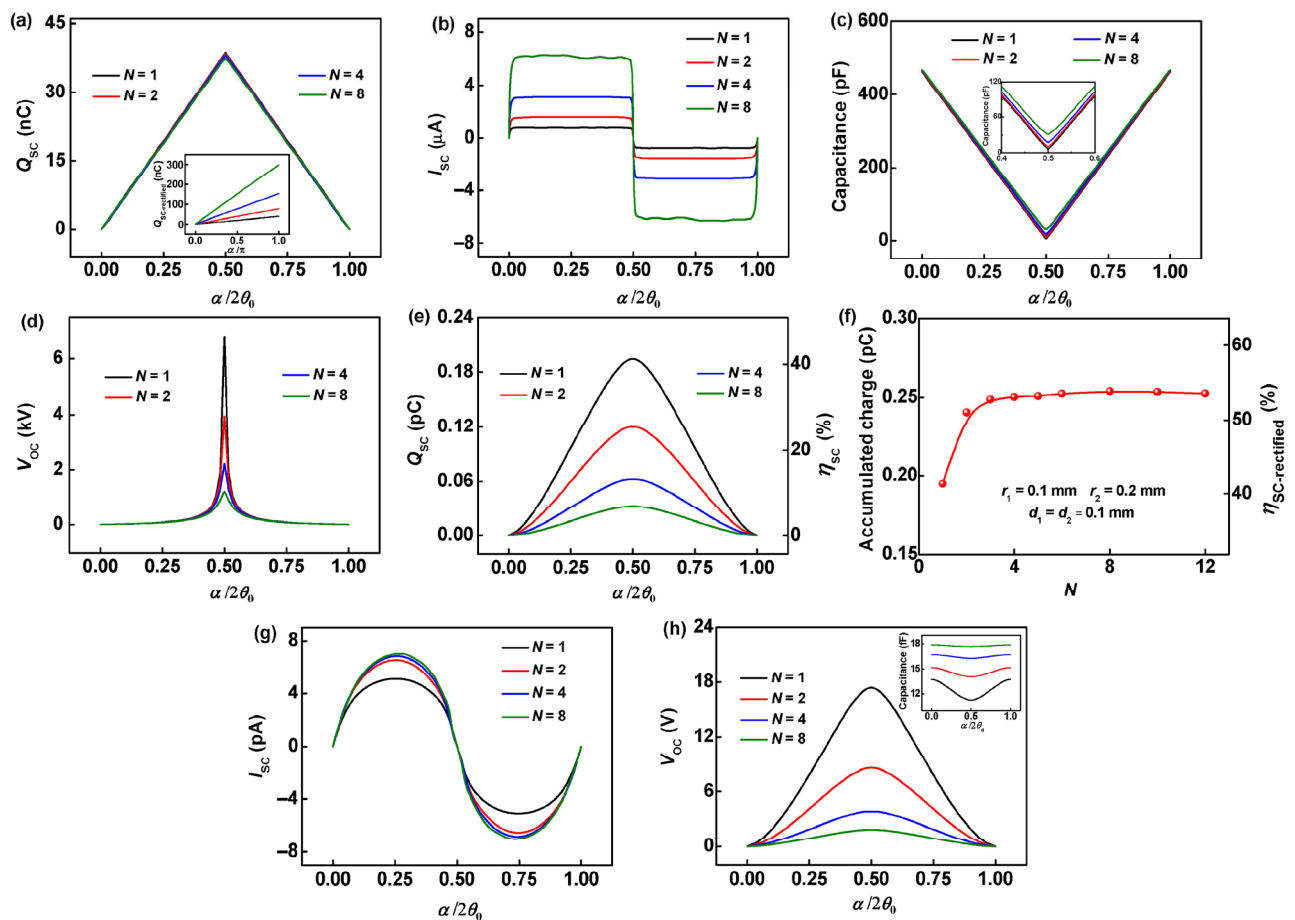 (a)
45
30
15
0
Q_SC (nC)
N = 1
N = 2
N = 4
N = 8
300
200
100
0
Q_SC-rectified (nC)
0.0 0.5 1.0
α/π
0.00 0.25 0.50 0.75 1.00
α/2θ₀
(b)
8
4
0
−4
−8
I_SC (μA)
N = 1
N = 2
N = 4
N = 8
0.00 0.25 0.50 0.75 1.00
α/2θ₀
(c)
600
400
200
0
Capacitance (pF)
N = 1
N = 2
N = 4
N = 8
120
60
0
Capacitance (pF)
0.4 0.5 0.6
0.00 0.25 0.50 0.75 1.00
α/2θ₀
(d)
6
4
2
0
V_OC (kV)
N = 1
N = 2
N = 4
N = 8
0.00 0.25 0.50 0.75 1.00
α/2θ₀
(e)
0.24
0.18
0.12
0.06
0.00
Q_SC (pC)
N = 1
N = 2
N = 4
N = 8
40
20
0
η_SC (%)
0.00 0.25 0.50 0.75 1.00
α/2θ₀
(f)
0.30
0.25
0.20
0.15
Accumulated charge (pC)
r₁ = 0.1 mm r₂ = 0.2 mm
d₁ = d₂ = 0.1 mm
60
50
40
η_SC-rectified (%)
0 4 8 12
N
(g)
8
4
0
−4
−8
I_SC (pA)
N = 1
N = 2
N = 4
N = 8
0.00 0.25 0.50 0.75 1.00
α/2θ₀
(h)
24
18
12
6
0
V_OC (V)
N = 1
N = 2
N = 4
N = 8
18
15
12
Capacitance (fF)
0.0 0.5 1.0
α/2θ₀
0.00 0.25 0.50 0.75 1.00
α/2θ₀